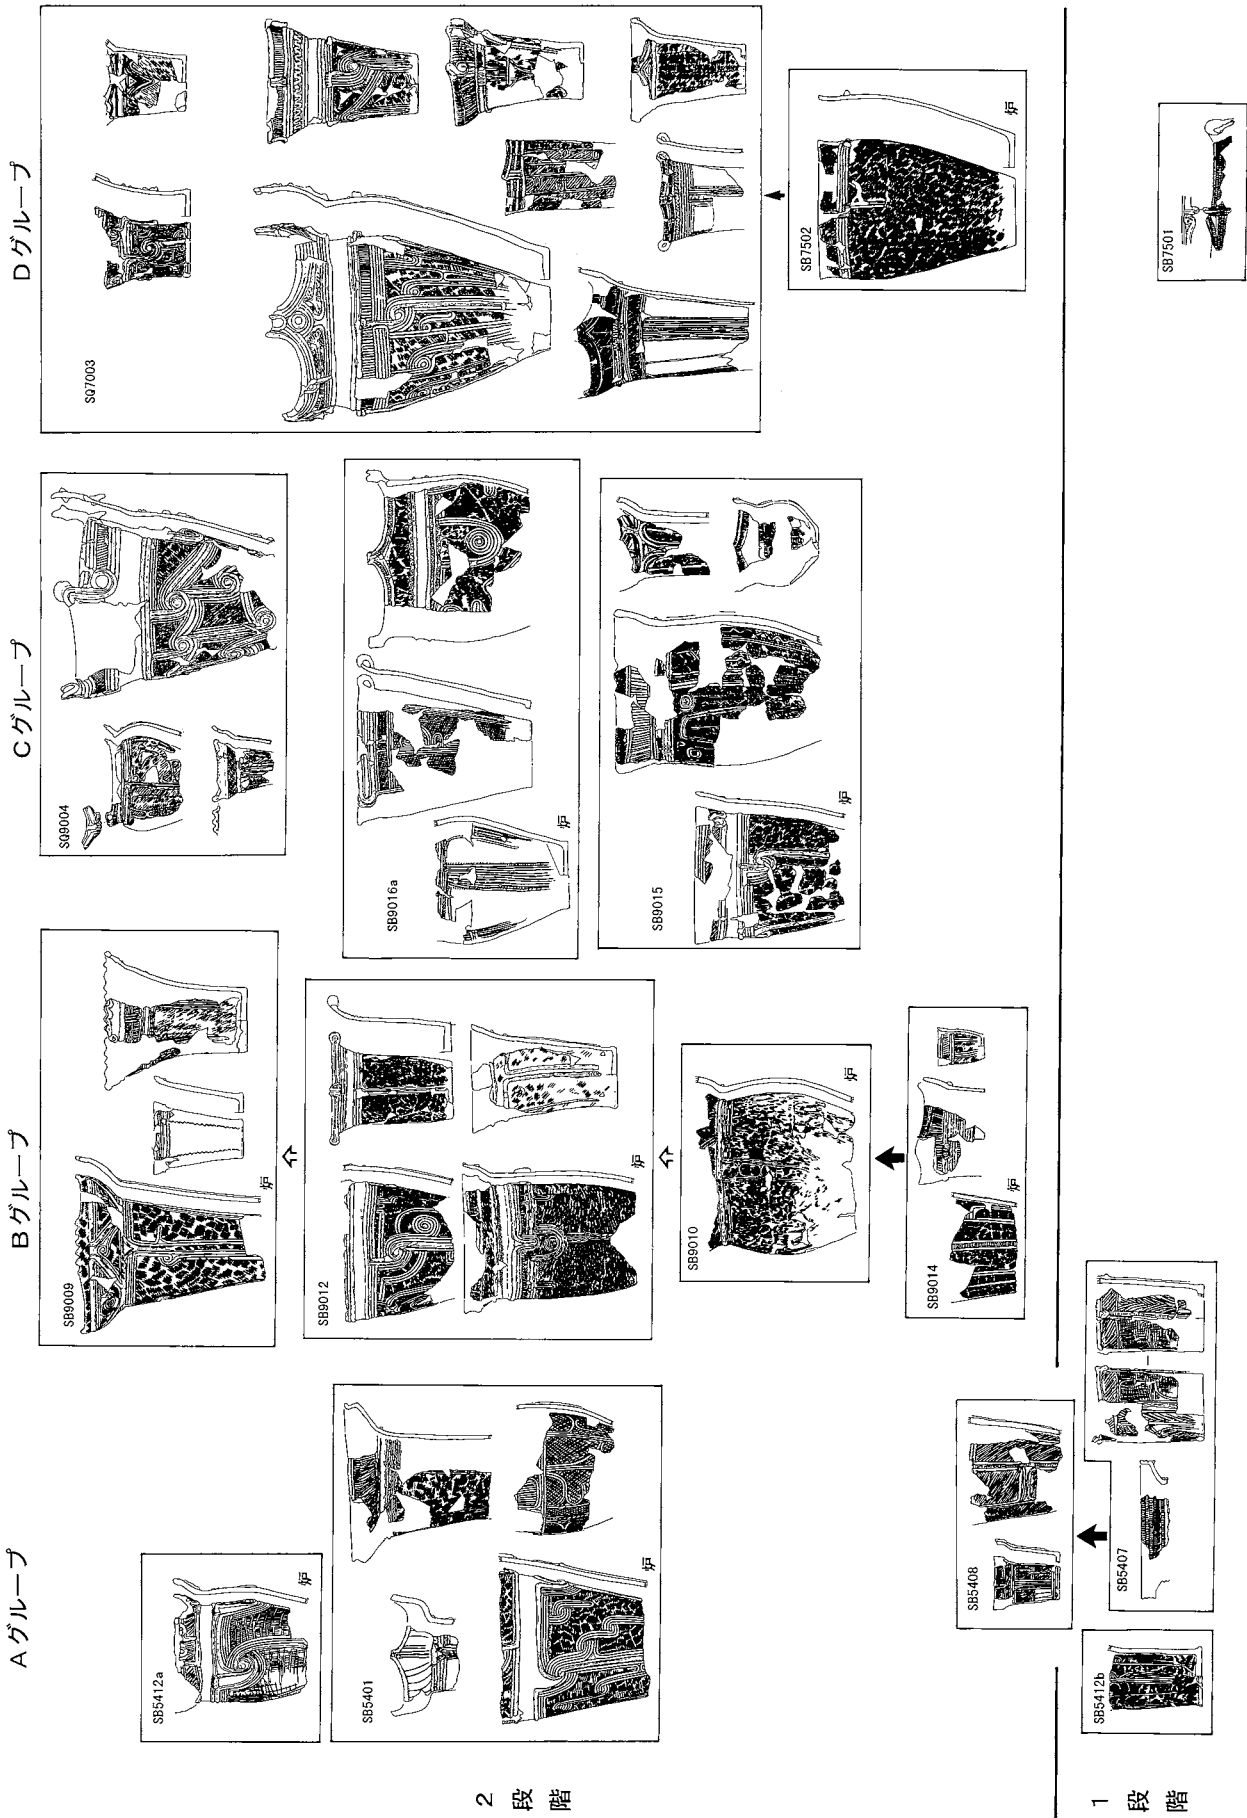 Aグループ
Bグループ
Cグループ
Dグループ
2段階
SB5412a
炉
SB5401
炉
SB5408
SB9009
炉
SB9012
炉
SB9010
炉
SB9014
炉
SQ9004
SB9016a
炉
SB9015
炉
SQ7003
SB7502
炉
1段階
SB5412b
SB5407
SB7501